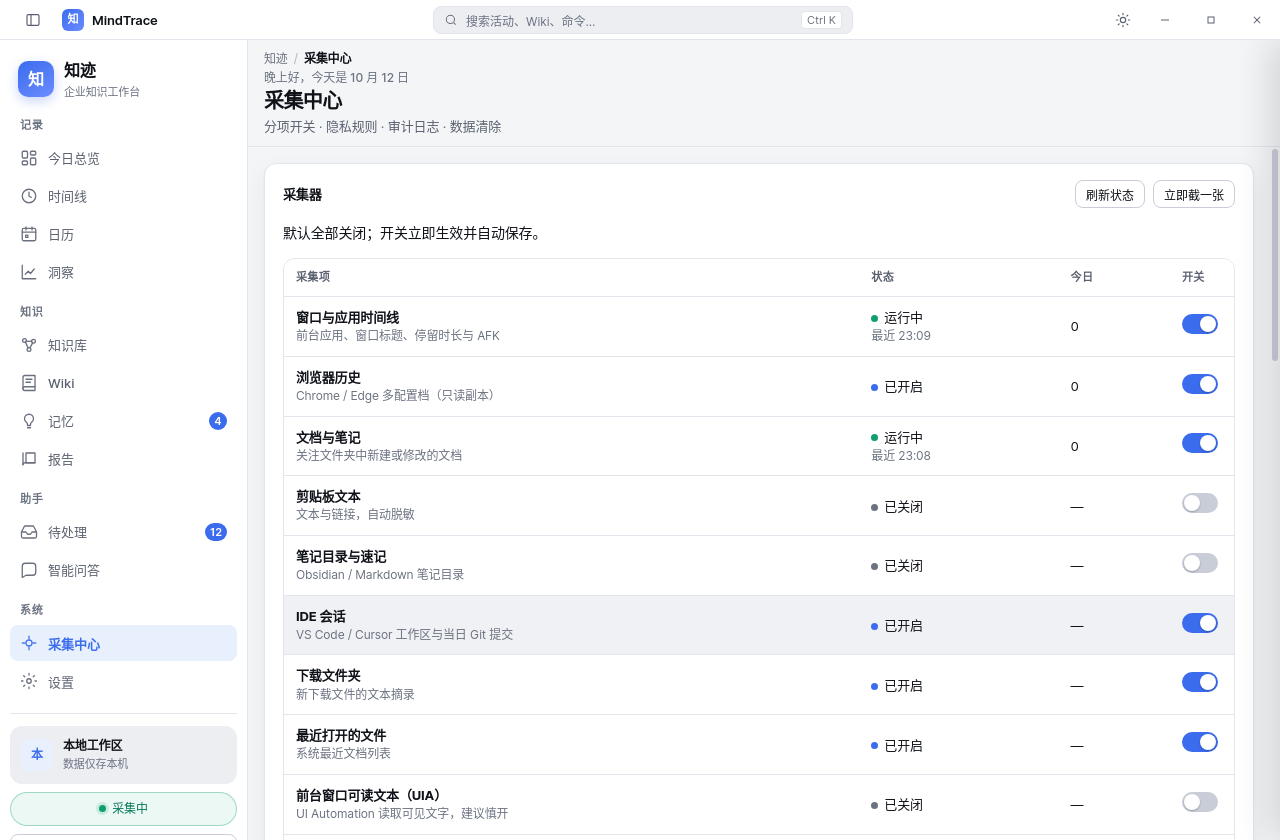 知 MindTrace
搜索活动、Wiki、命令... Ctrl K
知 知迹
企业知识工作台
记录
今日总览
时间线
日历
洞察
知识
知识库
Wiki
记忆 4
报告
助手
待处理 12
智能问答
系统
采集中心
设置
本 本地工作区
数据仅存本机
采集中
知迹 / 采集中心
晚上好，今天是 10 月 12 日
采集中心
分项开关 · 隐私规则 · 审计日志 · 数据清除
采集器 刷新状态 立即截一张
默认全部关闭；开关立即生效并自动保存。
采集项 状态 今日 开关
窗口与应用时间线 运行中 0
前台应用、窗口标题、停留时长与 AFK 最近 23:09
浏览器历史 已开启 0
Chrome / Edge 多配置档（只读副本）
文档与笔记 运行中 0
关注文件夹中新建或修改的文档 最近 23:08
剪贴板文本 已关闭 —
文本与链接，自动脱敏
笔记目录与速记 已关闭 —
Obsidian / Markdown 笔记目录
IDE 会话 已开启 —
VS Code / Cursor 工作区与当日 Git 提交
下载文件夹 已开启 —
新下载文件的文本摘录
最近打开的文件 已开启 —
系统最近文档列表
前台窗口可读文本（UIA） 已关闭 —
UI Automation 读取可见文字，建议慎开